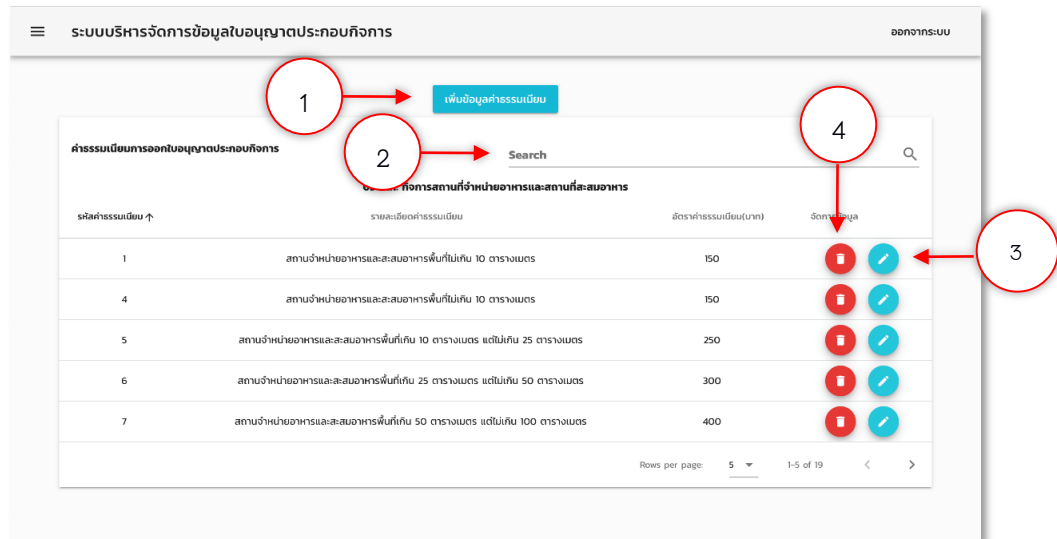 ระบบบริหารจัดการข้อมูลใบอนุญาตประกอบกิจการ ออกจากระบบ
1 เพิ่มข้อมูลค่าธรรมเนียม
4
ค่าธรรมเนียมการออกใบอนุญาตประกอบกิจการ 2 Search
กิจการสถานที่จำหน่ายอาหารและสถานที่สะสมอาหาร
รหัสค่าธรรมเนียม ↑ รายละเอียดค่าธรรมเนียม อัตราค่าธรรมเนียม(บาท) จัดการข้อมูล
1 สถานจำหน่ายอาหารและสะสมอาหารพื้นที่ไม่เกิน 10 ตารางเมตร 150 3
4 สถานจำหน่ายอาหารและสะสมอาหารพื้นที่ไม่เกิน 10 ตารางเมตร 150
5 สถานจำหน่ายอาหารและสะสมอาหารพื้นที่เกิน 10 ตารางเมตร แต่ไม่เกิน 25 ตารางเมตร 250
6 สถานจำหน่ายอาหารและสะสมอาหารพื้นที่เกิน 25 ตารางเมตร แต่ไม่เกิน 50 ตารางเมตร 300
7 สถานจำหน่ายอาหารและสะสมอาหารพื้นที่เกิน 50 ตารางเมตร แต่ไม่เกิน 100 ตารางเมตร 400
Rows per page: 5 1-5 of 19